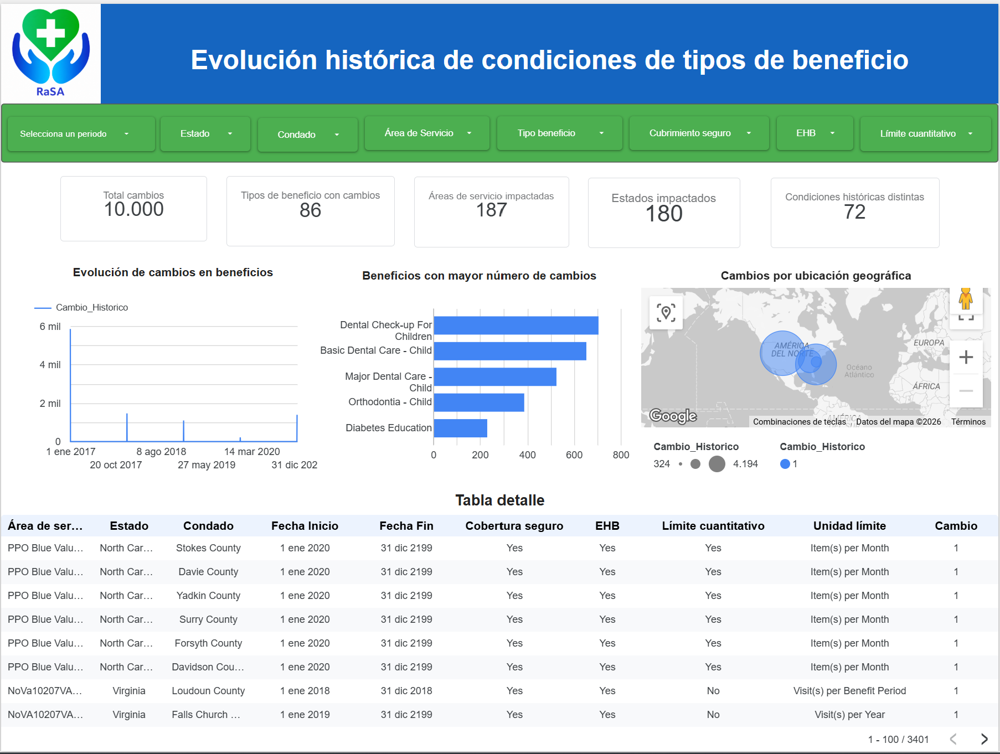 RaSA
Evolución histórica de condiciones de tipos de beneficio
Selecciona un periodo
Estado
Condado
Área de Servicio
Tipo beneficio
Cubrimiento seguro
EHB
Límite cuantitativo
Total cambios
10.000
Tipos de beneficio con cambios
86
Áreas de servicio impactadas
187
Estados impactados
180
Condiciones históricas distintas
72
Evolución de cambios en beneficios
Cambio_Historico
6 mil
4 mil
2 mil
0
1 ene 2017
8 ago 2018
14 mar 2020
20 oct 2017
27 may 2019
31 dic 202
Beneficios con mayor número de cambios
Dental Check-up For
Children
Basic Dental Care - Child
Major Dental Care -
Child
Orthodontia - Child
Diabetes Education
0 200 400 600 800
Cambios por ubicación geográfica
AMÉRICA
DEL NORTE
EUROPA
Océano
Atlántico
ÁFRICA
AMÉRICA
DEL SUR
Google
Combinaciones de teclas Datos del mapa ©2026 Términos
Cambio_Historico
324 4.194
Cambio_Historico
1
Tabla detalle
Área de ser... Estado Condado Fecha Inicio Fecha Fin Cobertura seguro EHB Límite cuantitativo Unidad límite Cambio
PPO Blue Valu... North Car... Stokes County 1 ene 2020 31 dic 2199 Yes Yes Yes Item(s) per Month 1
PPO Blue Valu... North Car... Davie County 1 ene 2020 31 dic 2199 Yes Yes Yes Item(s) per Month 1
PPO Blue Valu... North Car... Yadkin County 1 ene 2020 31 dic 2199 Yes Yes Yes Item(s) per Month 1
PPO Blue Valu... North Car... Surry County 1 ene 2020 31 dic 2199 Yes Yes Yes Item(s) per Month 1
PPO Blue Valu... North Car... Forsyth County 1 ene 2020 31 dic 2199 Yes Yes Yes Item(s) per Month 1
PPO Blue Valu... North Car... Davidson Cou... 1 ene 2020 31 dic 2199 Yes Yes Yes Item(s) per Month 1
NoVa10207VA... Virginia Loudoun County 1 ene 2018 31 dic 2018 Yes Yes No Visit(s) per Benefit Period 1
NoVA10207VA... Virginia Falls Church ... 1 ene 2019 31 dic 2199 Yes Yes No Visit(s) per Year 1
1 - 100 / 3401